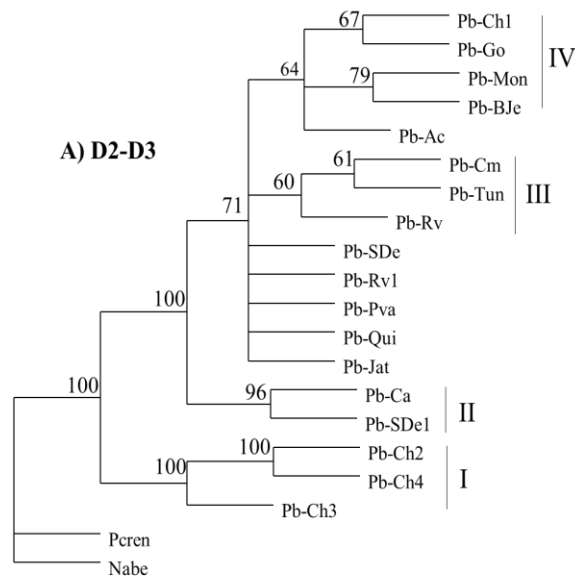 67
Pb-Ch1
Pb-Go
IV
64
79
Pb-Mon
Pb-BJe
A) D2-D3
Pb-Ac
61
Pb-Cm
60
Pb-Tun
III
71
Pb-Rv
Pb-SDe
Pb-Rv1
100
Pb-Pva
Pb-Qui
Pb-Jat
100
96
Pb-Ca
II
Pb-SDe1
100
Pb-Ch2
100
Pb-Ch4
I
Pb-Ch3
Pcren
Nabe